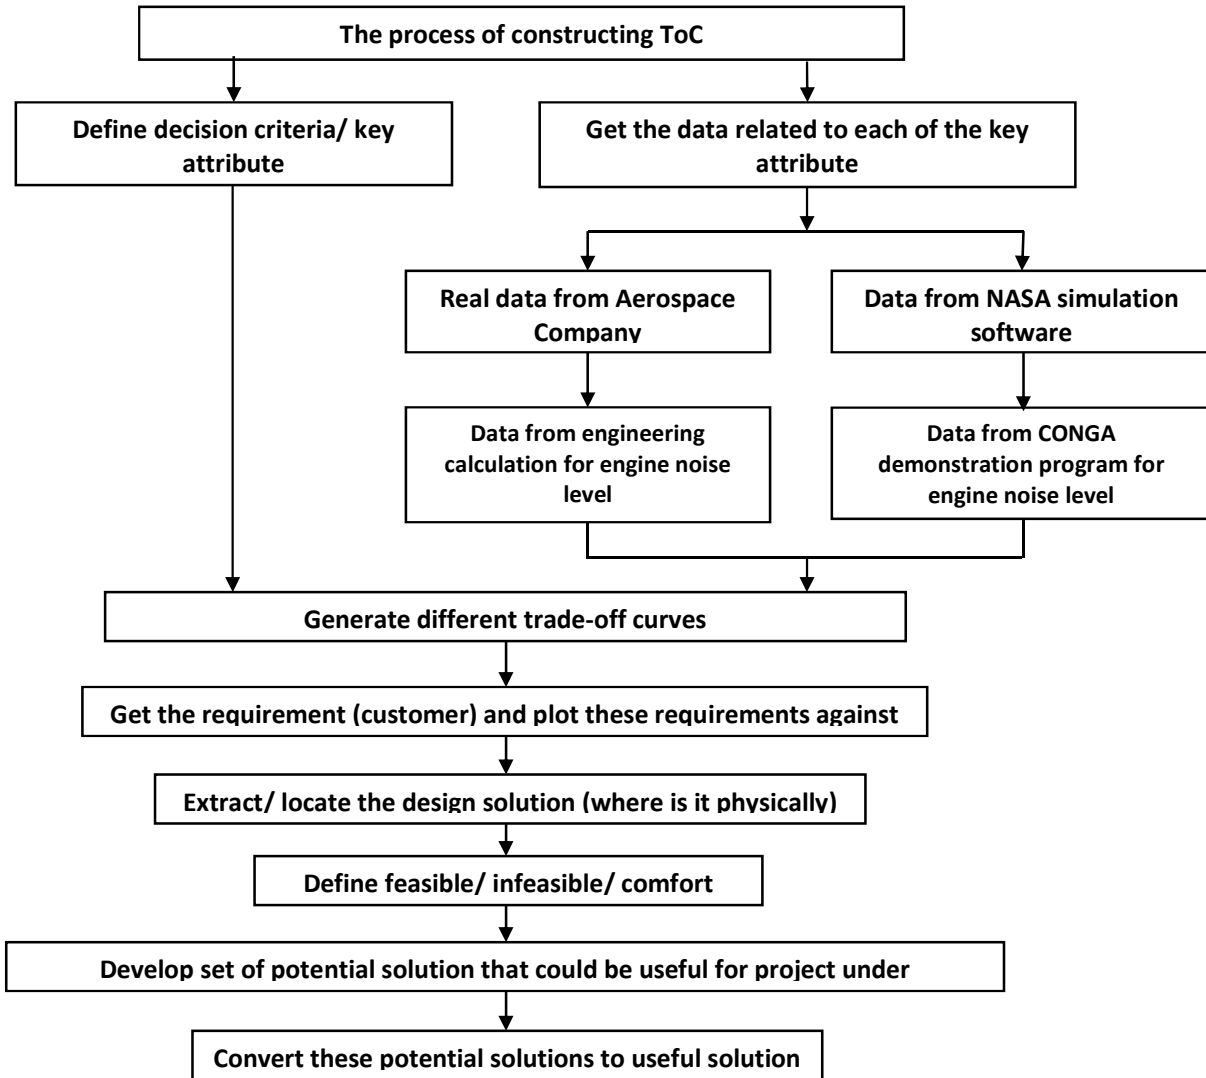 The process of constructing ToC
Define decision criteria/ key
attribute
Get the data related to each of the key
attribute
Real data from Aerospace
Company
Data from NASA simulation
software
Data from engineering
calculation for engine noise
level
Data from CONGA
demonstration program for
engine noise level
Generate different trade-off curves
Get the requirement (customer) and plot these requirements against
Extract/ locate the design solution (where is it physically)
Define feasible/ infeasible/ comfort
Develop set of potential solution that could be useful for project under
Convert these potential solutions to useful solution